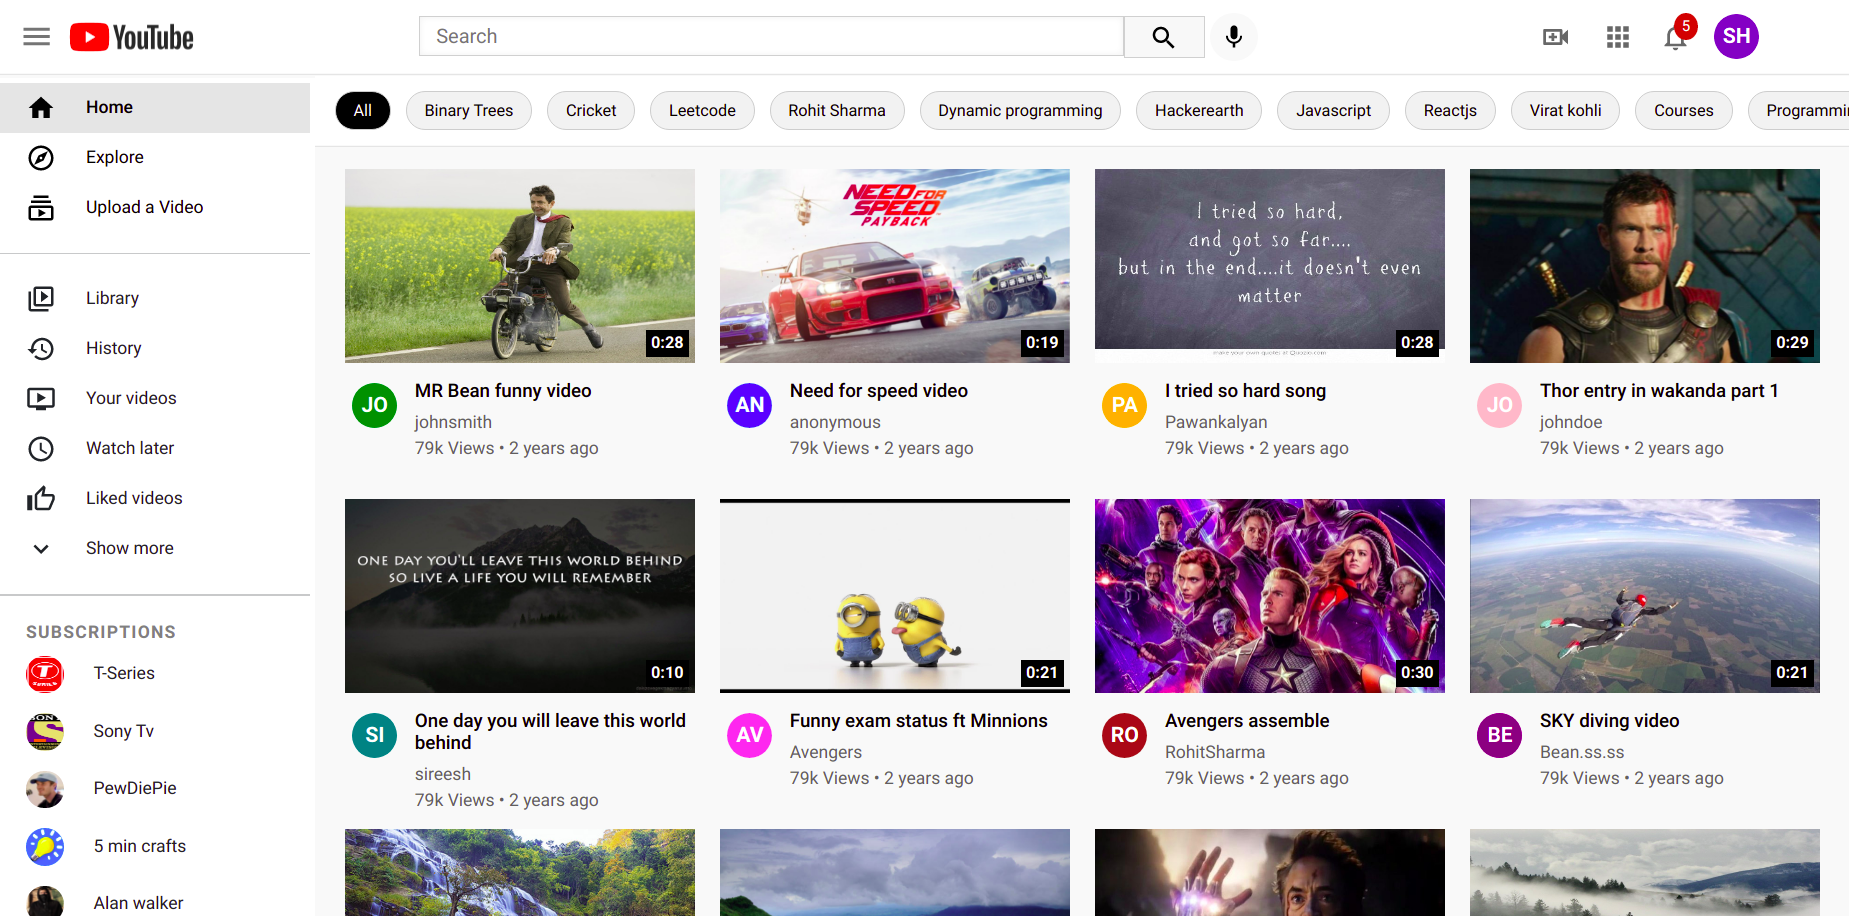 YouTube
Search
5
SH
Home
Explore
Upload a Video
Library
History
Your videos
Watch later
Liked videos
Show more
SUBSCRIPTIONS
T-Series
Sony Tv
PewDiePie
5 min crafts
Alan walker
All
Binary Trees
Cricket
Leetcode
Rohit Sharma
Dynamic programming
Hackerearth
Javascript
Reactjs
Virat kohli
Courses
0:28
JO
MR Bean funny video
johnsmith
79k Views • 2 years ago
NEED FOR
SPEED
PAYBACK
0:19
AN
Need for speed video
anonymous
79k Views • 2 years ago
I tried so hard,
and got so far....
but in the end....it doesn't even
matter
0:28
PA
I tried so hard song
Pawankalyan
79k Views • 2 years ago
0:29
JO
Thor entry in wakanda part 1
johndoe
79k Views • 2 years ago
ONE DAY YOU'LL LEAVE THIS WORLD BEHIND
SO LIVE A LIFE YOU WILL REMEMBER
0:10
SI
One day you will leave this world
behind
sireesh
79k Views • 2 years ago
0:21
AV
Funny exam status ft Minnions
Avengers
79k Views • 2 years ago
0:30
RO
Avengers assemble
RohitSharma
79k Views • 2 years ago
0:21
BE
SKY diving video
Bean.ss.ss
79k Views • 2 years ago